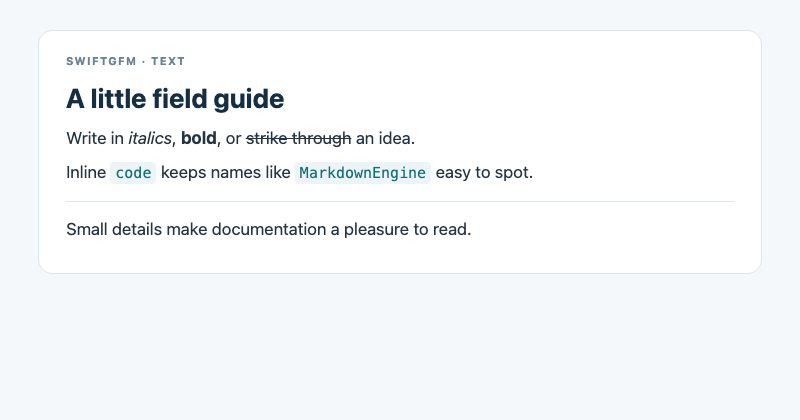 SWIFTGFM · TEXT
A little field guide
Write in italics, bold, or strike through an idea.
Inline code keeps names like MarkdownEngine easy to spot.
Small details make documentation a pleasure to read.